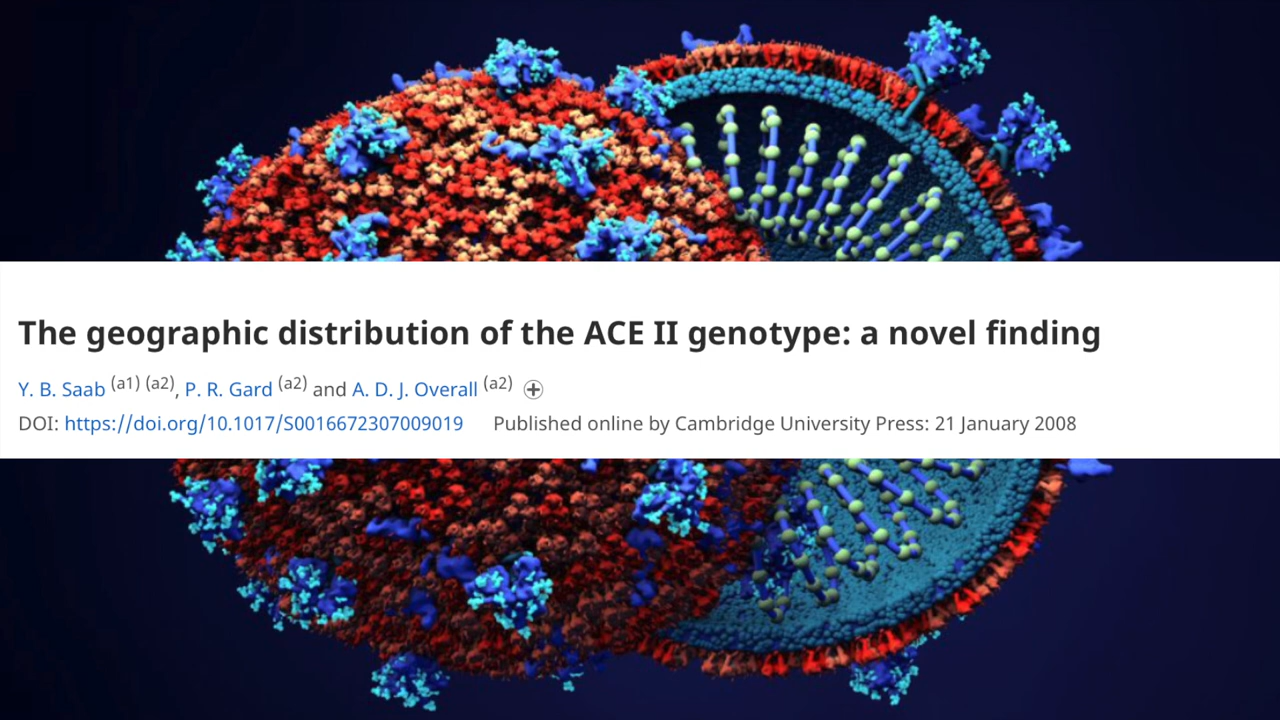 The geographic distribution of the ACE II genotype: a novel finding
Y. B. Saab (a1) (a2), P. R. Gard (a2) and A. D. J. Overall (a2)
DOI: https://doi.org/10.1017/S0016672307009019 Published online by Cambridge University Press: 21 January 2008